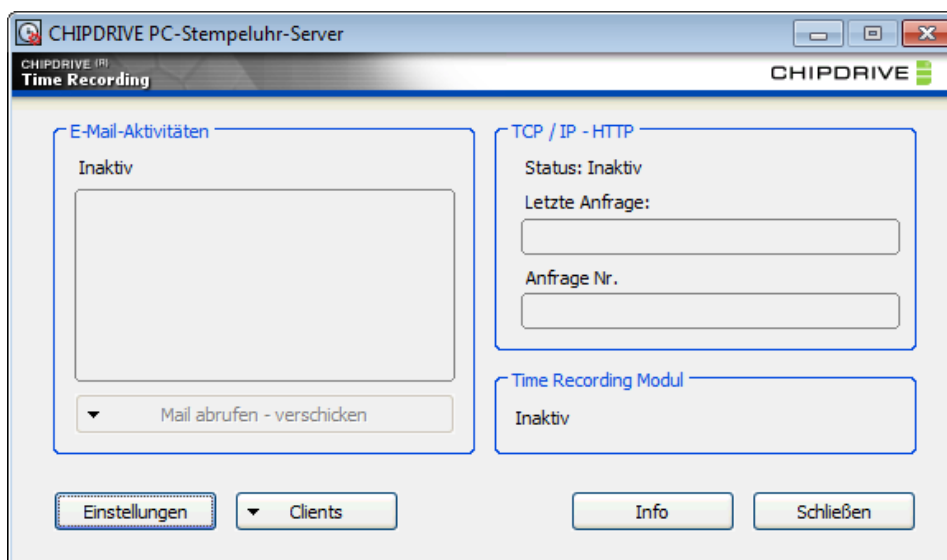 CHIPDRIVE PC-Stempeluhr-Server
CHIPDRIVE (R)
Time Recording
CHIPDRIVE
E-Mail-Aktivitäten
Inaktiv
Mail abrufen - verschicken
TCP / IP - HTTP
Status: Inaktiv
Letzte Anfrage:
Anfrage Nr.
Time Recording Modul
Inaktiv
Einstellungen
Clients
Info
Schließen